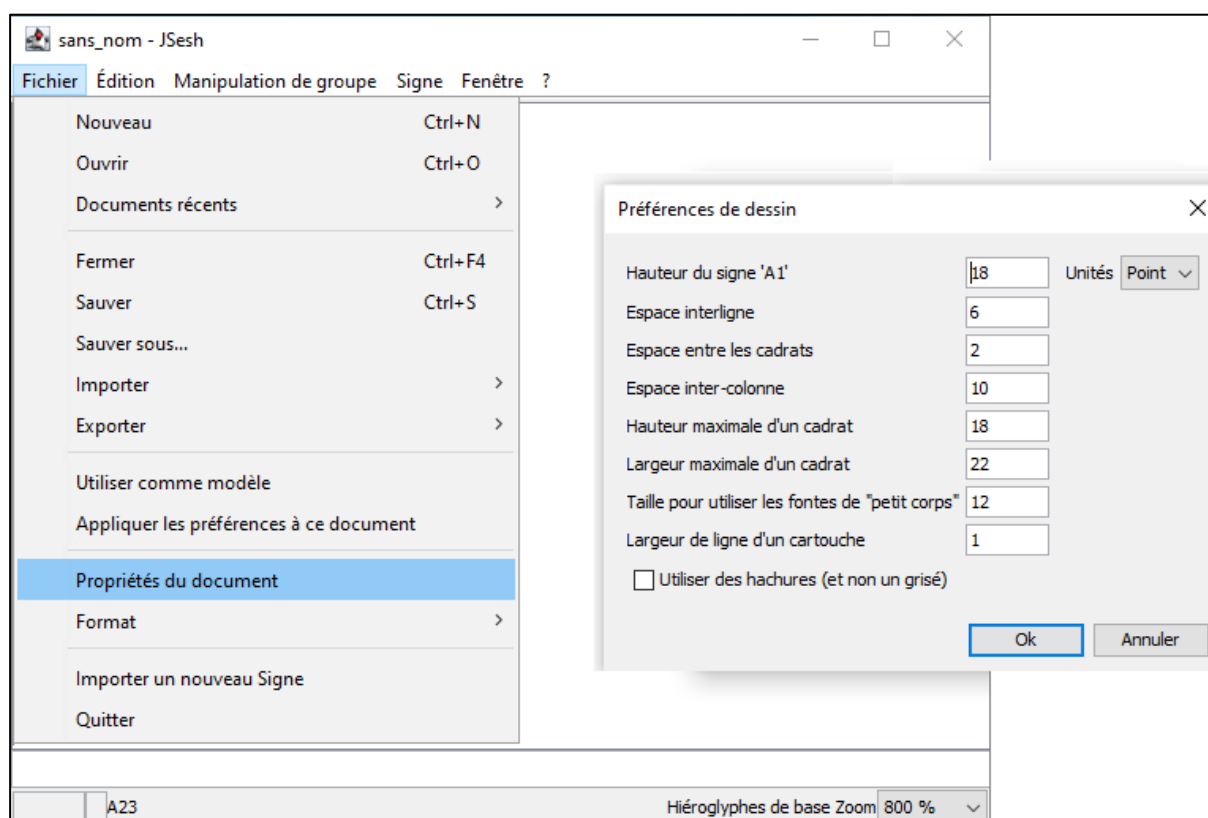 sans_nom - JSesh
Fichier Édition Manipulation de groupe Signe Fenêtre ?
Nouveau Ctrl+N
Ouvrir Ctrl+O
Documents récents
Fermer Ctrl+F4
Sauver Ctrl+S
Sauver sous...
Importer
Exporter
Utiliser comme modèle
Appliquer les préférences à ce document
Propriétés du document
Format
Importer un nouveau Signe
Quitter
Préférences de dessin
Hauteur du signe 'A1' 18 Unités Point
Espace interligne 6
Espace entre les cadrats 2
Espace inter-colonne 10
Hauteur maximale d'un cadrat 18
Largeur maximale d'un cadrat 22
Taille pour utiliser les fontes de "petit corps" 12
Largeur de ligne d'un cartouche 1
Utiliser des hachures (et non un grisé)
Ok Annuler
A23 Hiéroglyphes de base Zoom 800 %